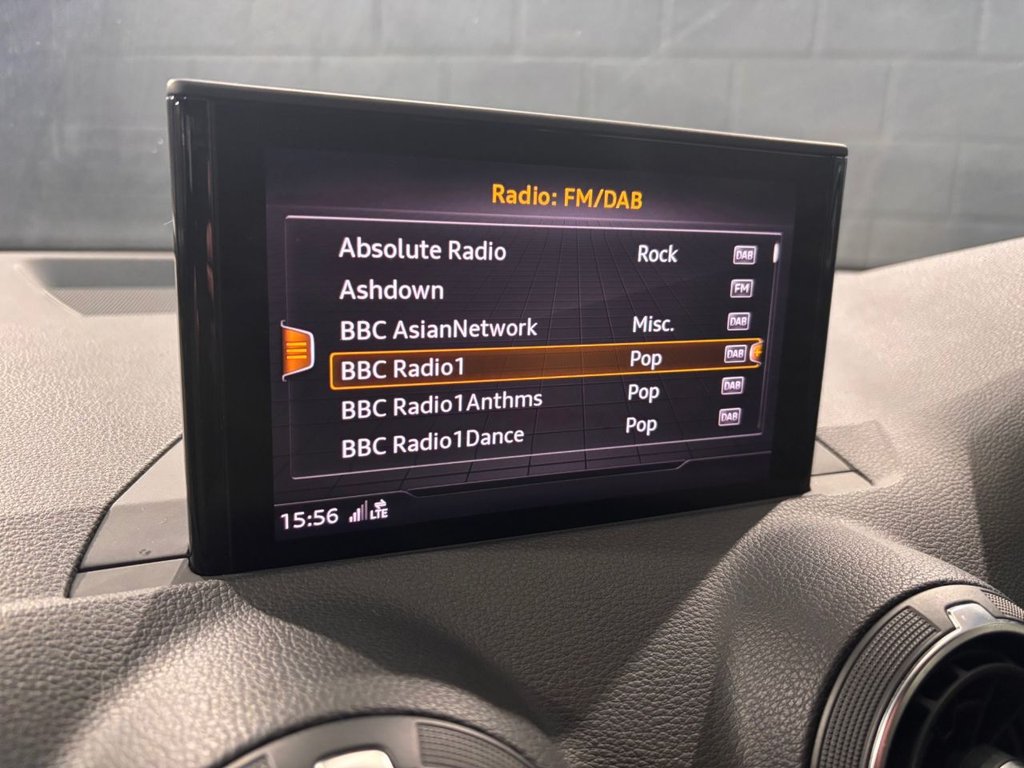 Radio: FM/DAB
Absolute Radio Rock DAB
Ashdown FM
BBC AsianNetwork Misc. DAB
BBC Radio1 Pop DAB
BBC Radio1Anthms Pop DAB
BBC Radio1Dance Pop DAB
15:56 LTE